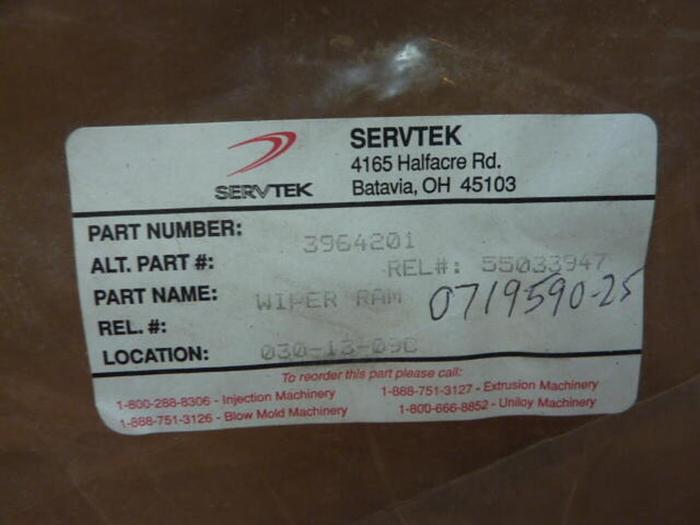 SERVTEK
SERVTEK
4165 Halfacre Rd.
Batavia, OH 45103
PART NUMBER: 3964201
ALT. PART #: REL#: 55033947
PART NAME: WIPER RAM 0719590-25
REL. #:
LOCATION: 030-13-09C
To reorder this part please call:
1-800-288-8306 - Injection Machinery 1-888-751-3127 - Extrusion Machinery
1-888-751-3126 - Blow Mold Machinery 1-800-666-8852 - Uniloy Machinery